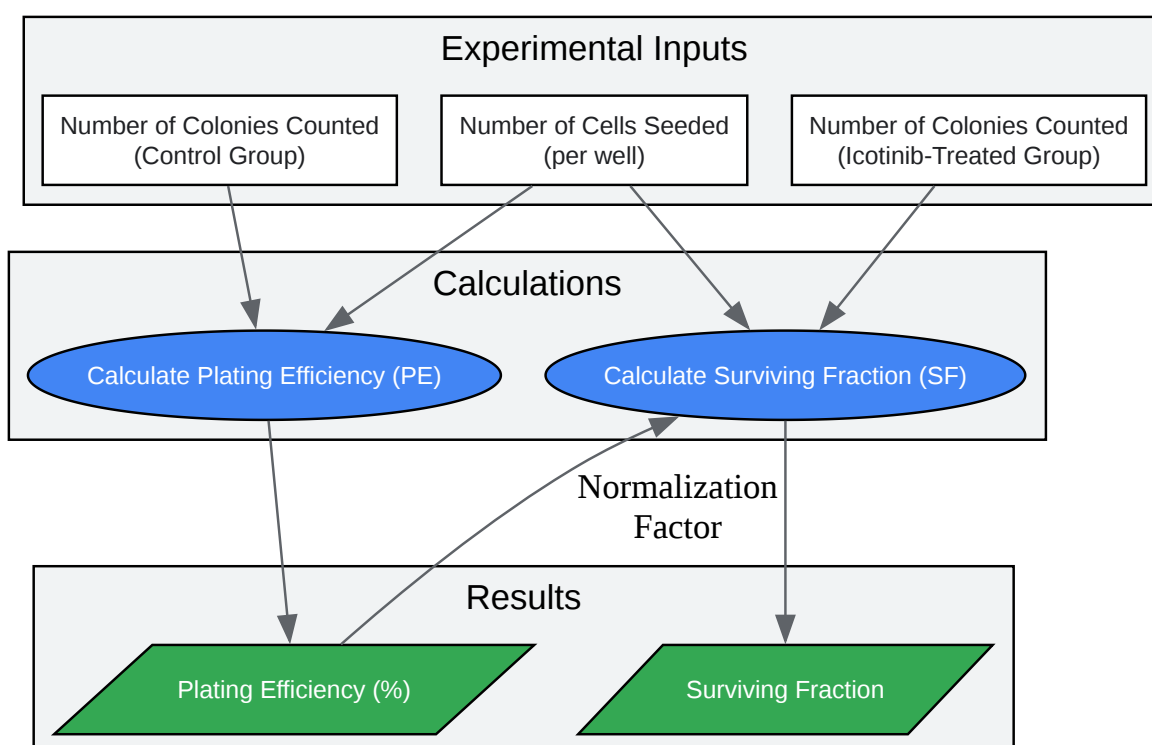 Experimental Inputs
Number of Colonies Counted
(Control Group)
Number of Cells Seeded
(per well)
Number of Colonies Counted
(Icotinib-Treated Group)
Calculations
Calculate Plating Efficiency (PE)
Calculate Surviving Fraction (SF)
Normalization
Factor
Results
Plating Efficiency (%)
Surviving Fraction